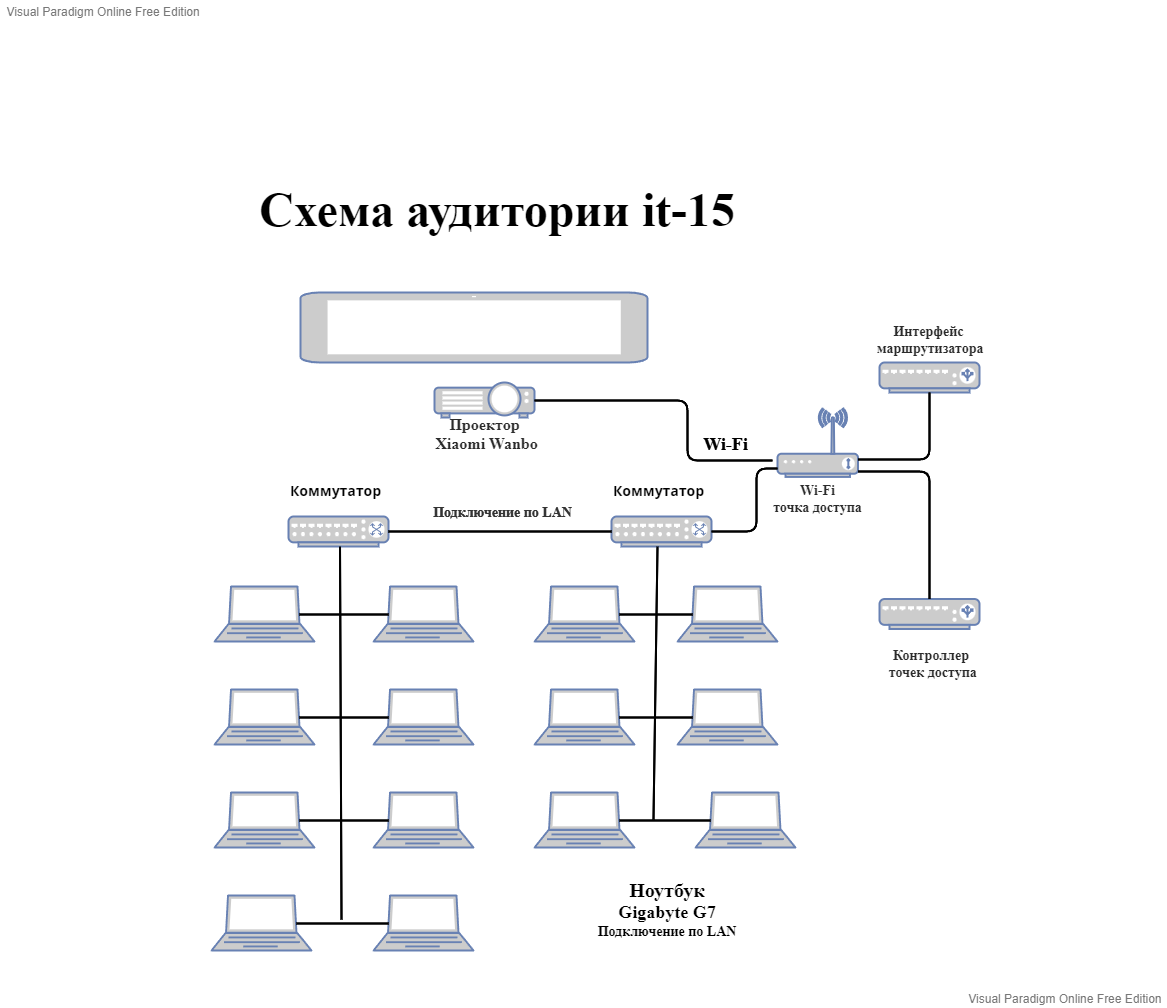 Visual Paradigm Online Free Edition
Схема аудитории it-15
Интерфейс
маршрутизатора
Проектор
Xiaomi Wanbo
Wi-Fi
Wi-Fi
точка доступа
Коммутатор
Подключение по LAN
Коммутатор
Контроллер
точек доступа
Ноутбук
Gigabyte G7
Подключение по LAN
Visual Paradigm Online Free Edition